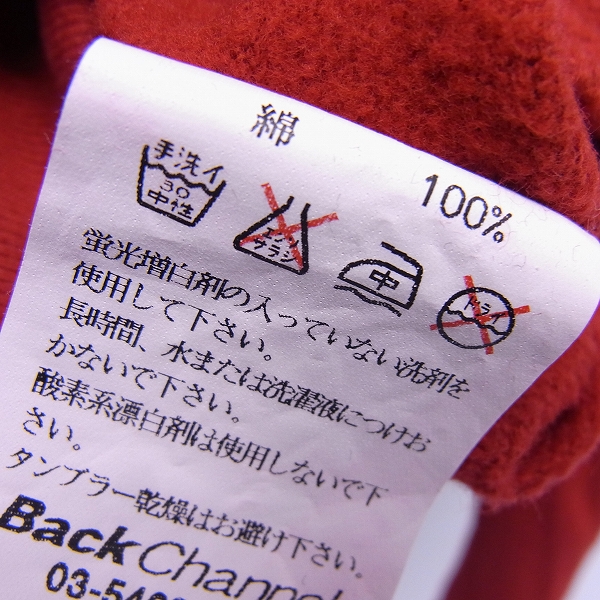 綿 100%
手洗イ
30
中性
エンソ
サラシ
中
ドライ
蛍光増白剤の入っていない洗剤を
使用して下さい。
長時間、水または洗濯液につけお
かないで下さい。
酸素系漂白剤は使用しないで下
さい。
タンブラー乾燥はお避け下さい。
Back Channel
03-54